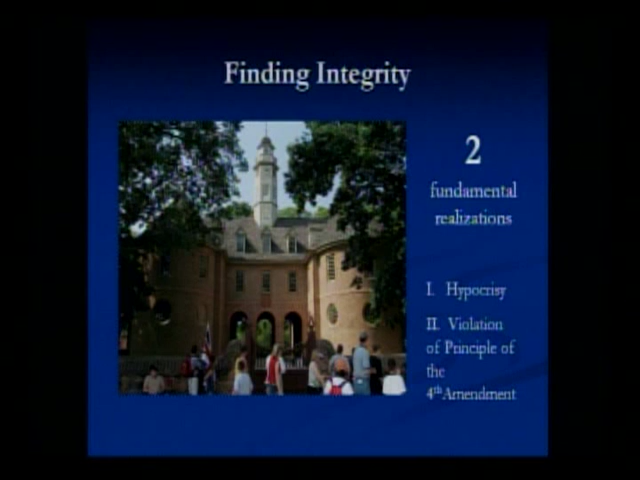 Finding Integrity
2
fundamental
realizations
I. Hypocrisy
II. Violation
of Principle of
the
4th Amendment